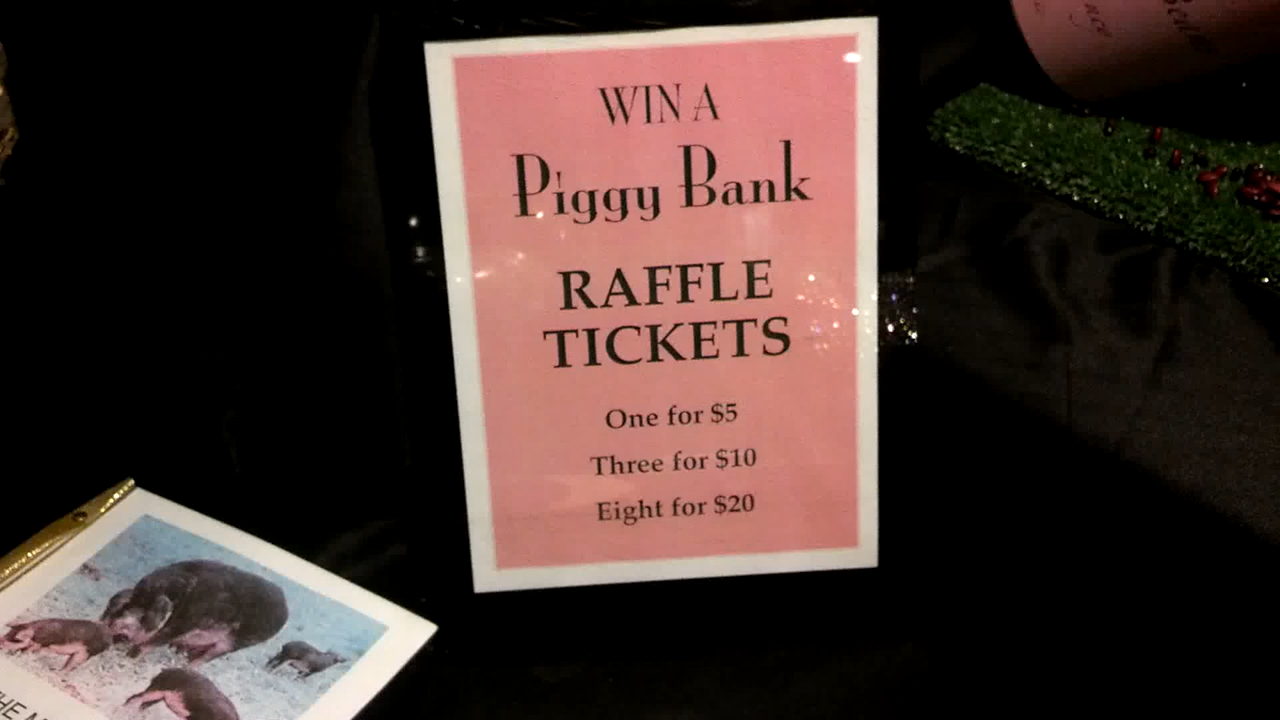 WIN A
Piggy Bank
RAFFLE
TICKETS
One for $5
Three for $10
Eight for $20